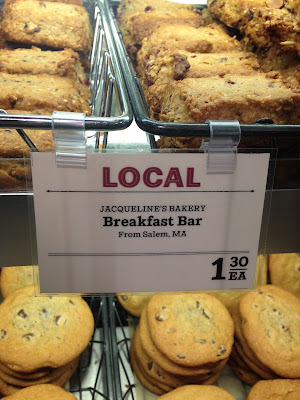 LOCAL
JACQUELINE'S BAKERY
Breakfast Bar
From Salem, MA
1 30 EA